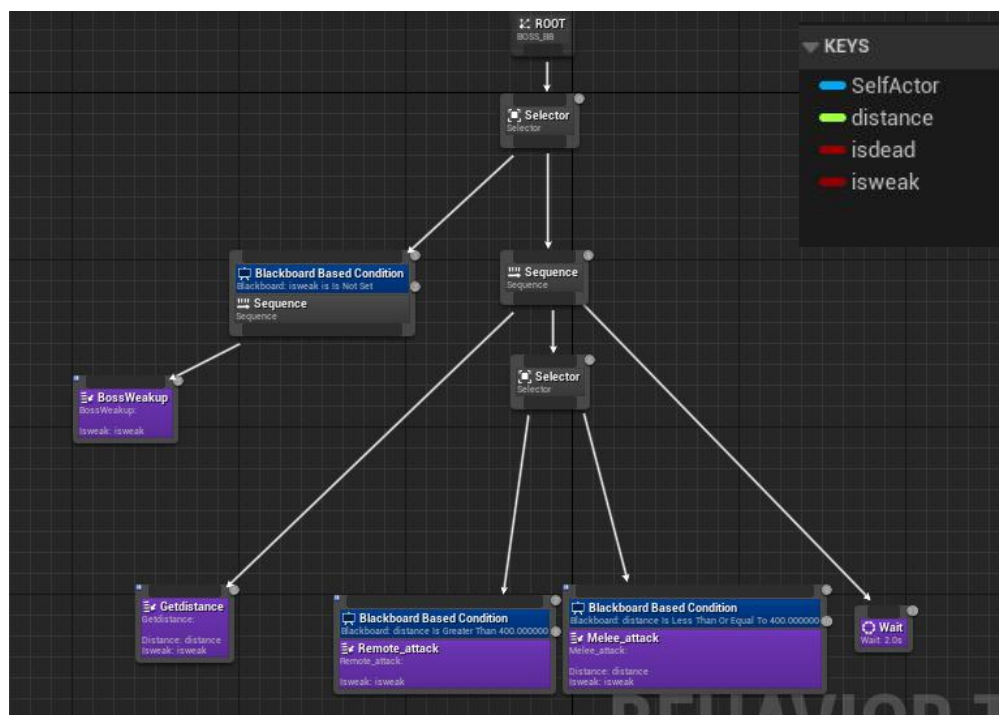 ROOT
BOSS_BB
KEYS
SelfActor
distance
isdead
isweak
Selector
Selector
Blackboard Based Condition
Blackboard: isweak is Is Not Set
Sequence
Sequence
Sequence
Sequence
Selector
Selector
BossWeakup
BossWeakup:
Isweak: isweak
Getdistance
Getdistance:
Distance: distance
Isweak: isweak
Blackboard Based Condition
Blackboard: distance Is Greater Than 400.000000
Remote_attack
Remote_attack:
Isweak: isweak
Blackboard Based Condition
Blackboard: distance Is Less Than Or Equal To 400.000000
Melee_attack
Melee_attack:
Distance: distance
Isweak: isweak
Wait
Wait: 2.0s
BEHAVIOR T